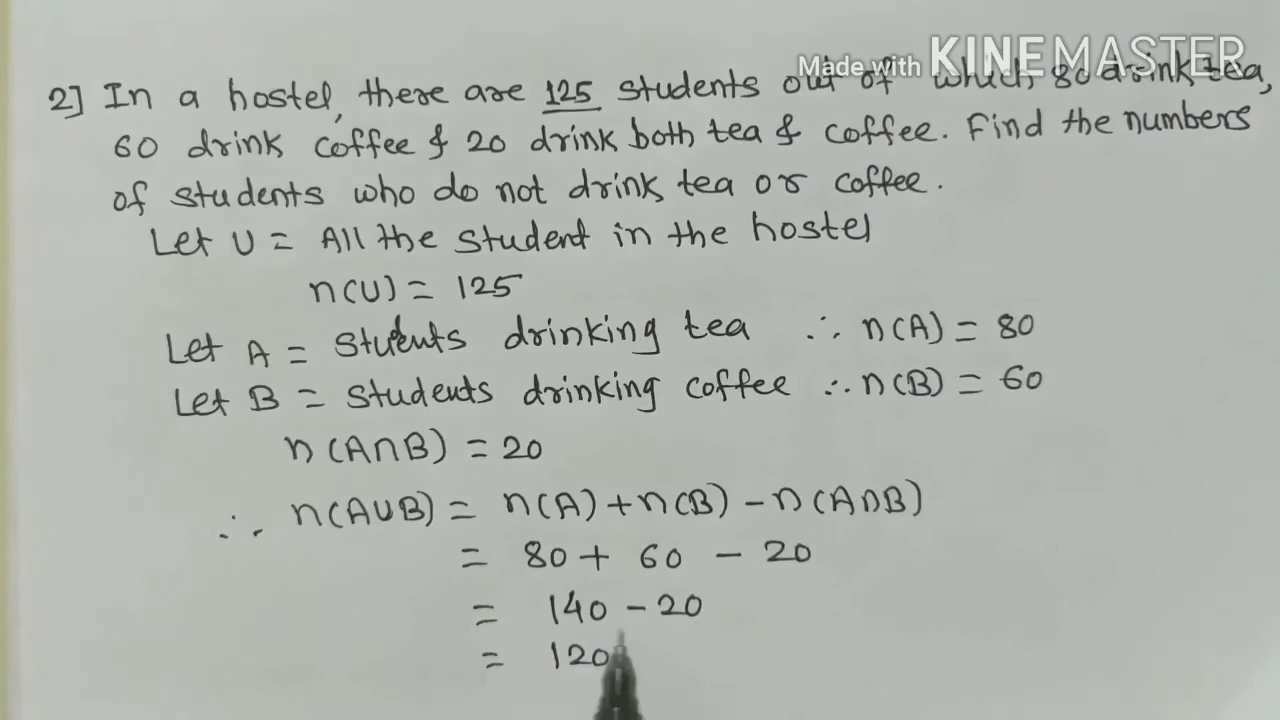 Made with KINEMASTER
2] In a hostel, there are 125 students out of which 80 drink tea,
60 drink coffee & 20 drink both tea & coffee. Find the numbers
of students who do not drink tea or coffee.
Let U = All the student in the hostel
n(U) = 125
Let A = students drinking tea ∴ n(A) = 80
Let B = students drinking coffee ∴ n(B) = 60
n(A∩B) = 20
∴ n(A∪B) = n(A) + n(B) - n(A∩B)
= 80 + 60 - 20
= 140 - 20
= 120